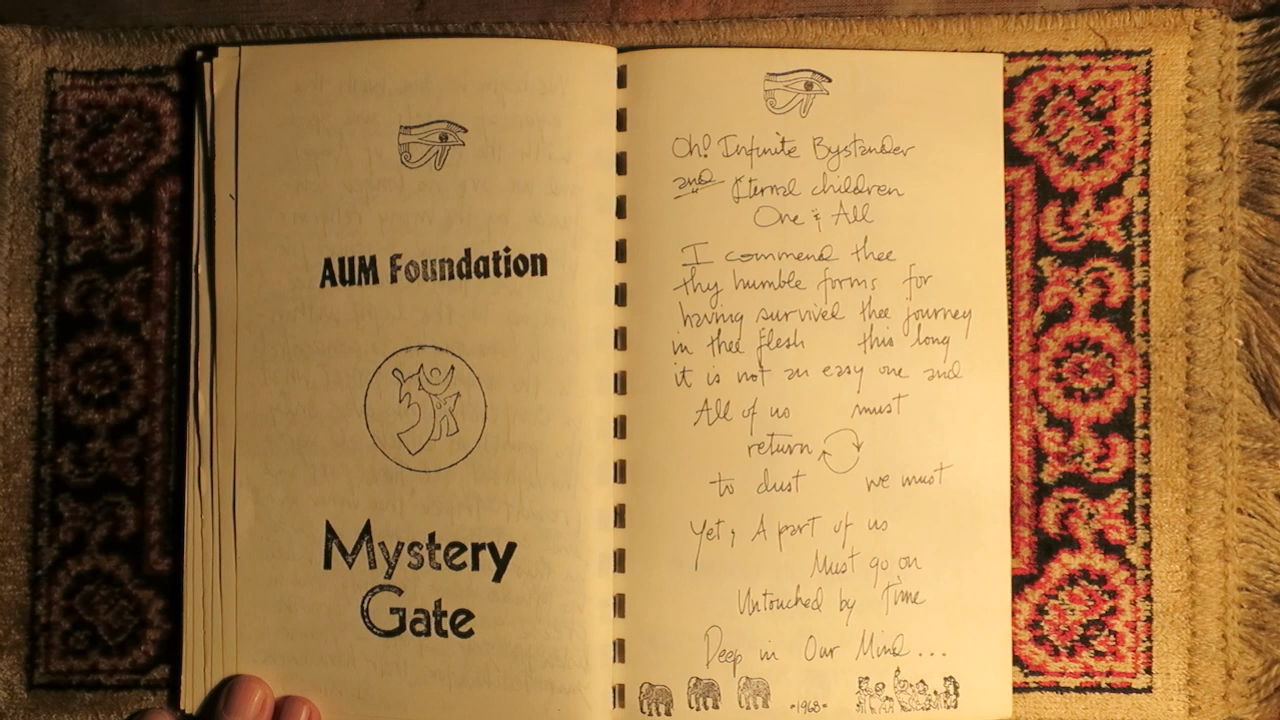 AUM Foundation
ॐ
Mystery
Gate
Oh! Infinite Bystander
and Eternal children
One & All
I commend thee
thy humble forms for
having survived thee journey
in thee flesh this long
it is not an easy one and
All of us must
return
to dust we must
Yet, A part of us
Must go on
Untouched by Time
Deep in Our Mind...
-1968-